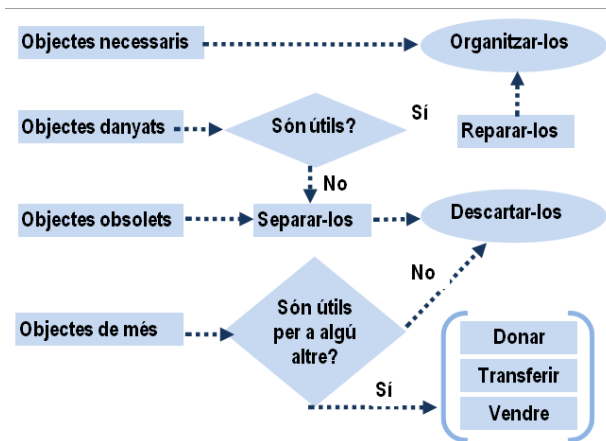 Objectes necessaris
Organitzar-los
Objectes danyats
Són útils?
Sí
Reparar-los
No
Objectes obsolets
Separar-los
Descartar-los
No
Objectes de més
Són útils
per a algú
altre?
Sí
Donar
Transferir
Vendre